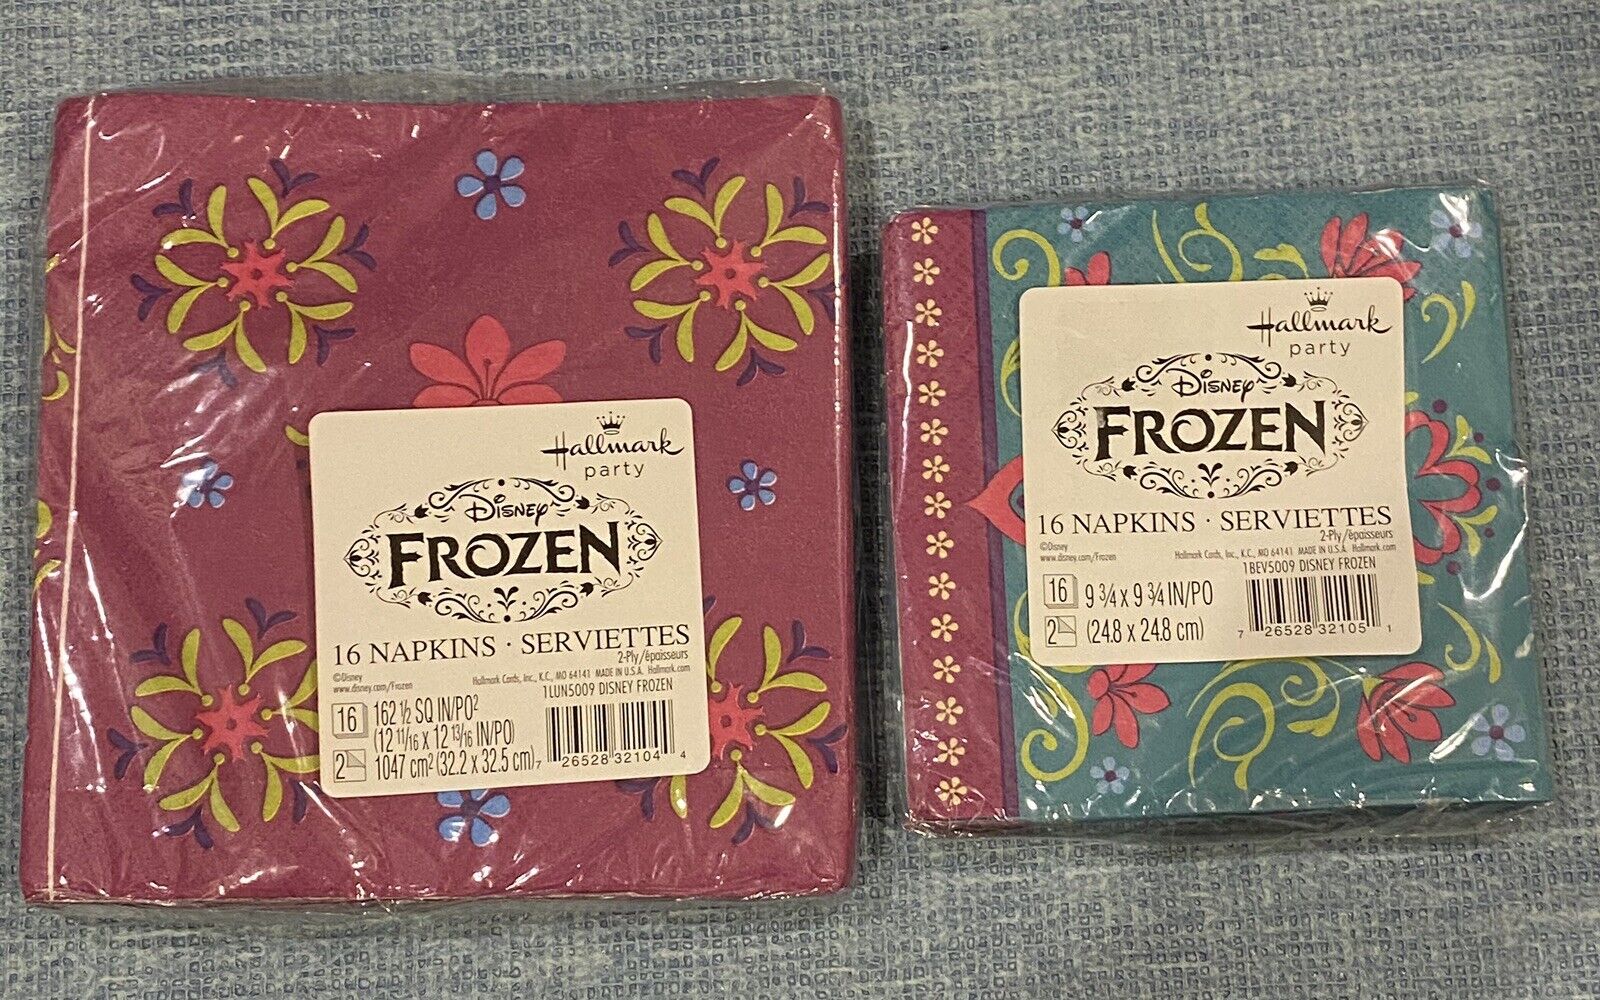 Hallmark
party
Disney
FROZEN
16 NAPKINS · SERVIETTES
2-Ply/épaisseurs
©Disney
www.disney.com/Frozen
Hallmark Cards, Inc., K.C., MO 64141 MADE IN U.S.A. Hallmark.com
1LUN5009 DISNEY FROZEN
16
162 ½ SQ IN/PO²
(12 11/16 x 12 13/16 IN/PO)
2
1047 cm² (32.2 x 32.5 cm)
7 26528 32104 4
Hallmark
party
Disney
FROZEN
16 NAPKINS · SERVIETTES
2-Ply/épaisseurs
©Disney
www.disney.com/Frozen
Hallmark Cards, Inc., K.C., MO 64141 MADE IN U.S.A. Hallmark.com
1BEV5009 DISNEY FROZEN
16
9 3/4 x 9 3/4 IN/PO
2
(24.8 x 24.8 cm)
7 26528 32105 1